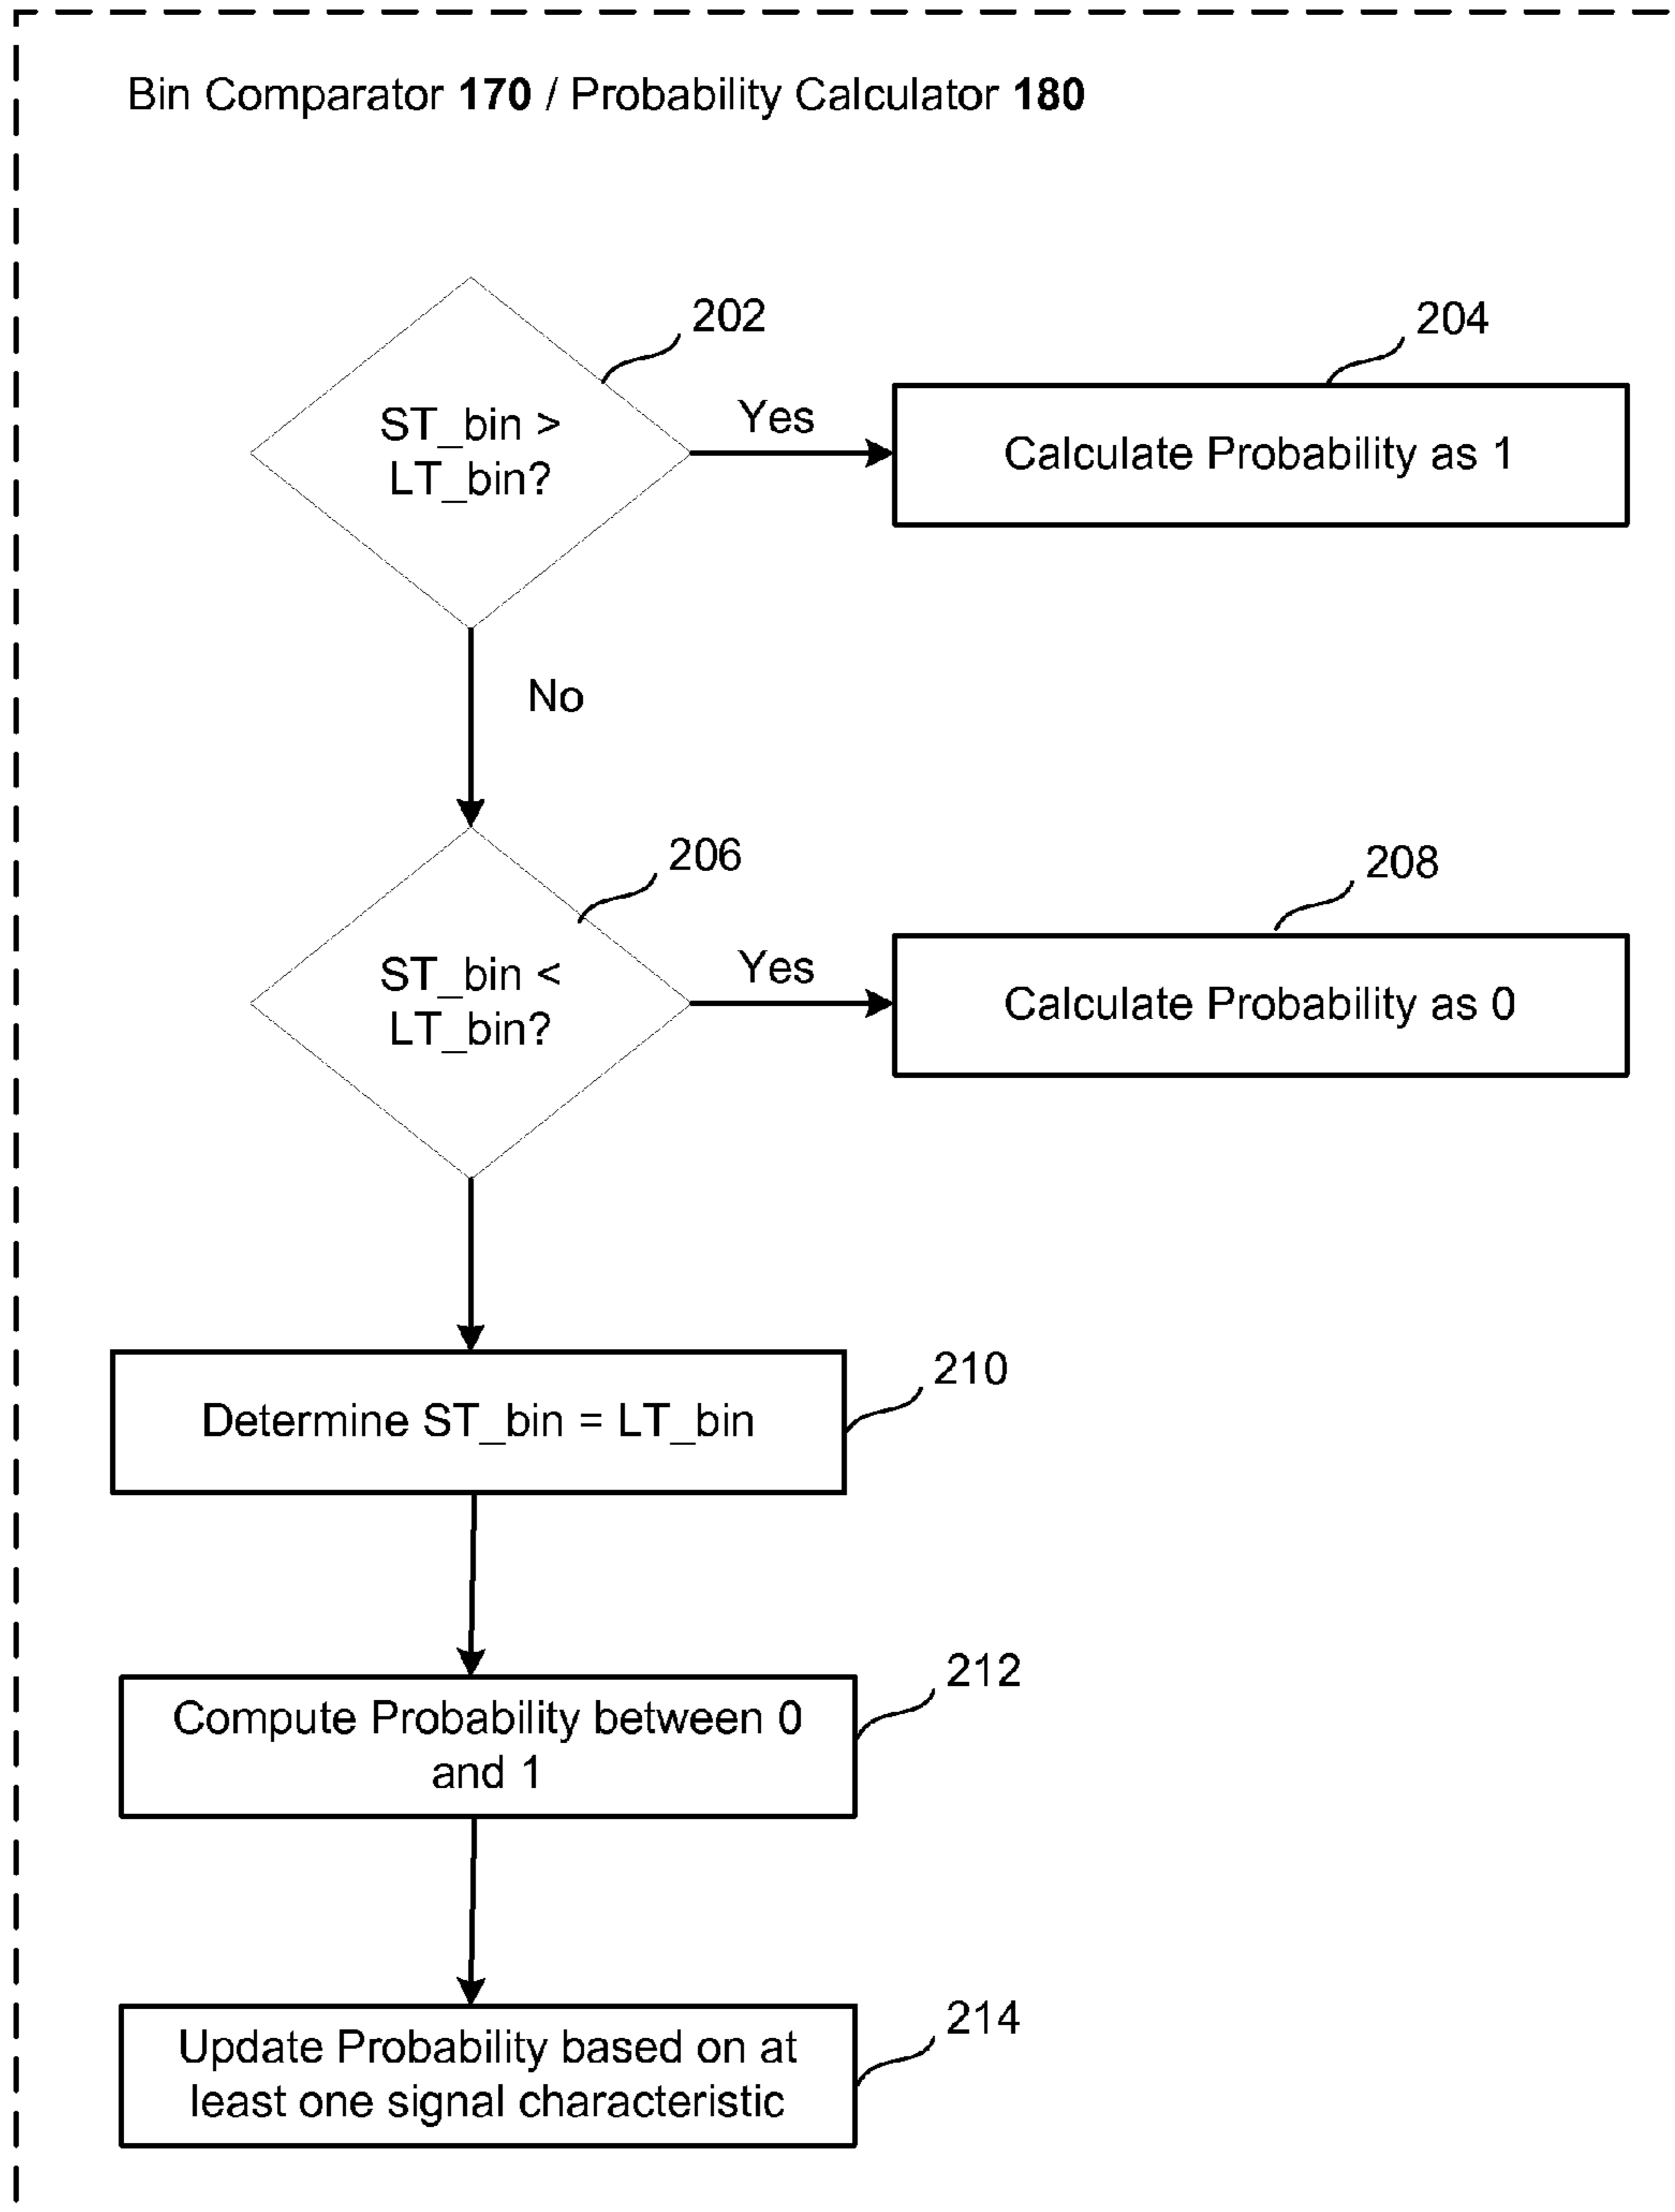 Bin Comparator 170 / Probability Calculator 180
202
204
ST_bin >
LT_bin?
Yes
Calculate Probability as 1
No
206
208
ST_bin <
LT_bin?
Yes
Calculate Probability as 0
210
Determine ST_bin = LT_bin
212
Compute Probability between 0
and 1
214
Update Probability based on at
least one signal characteristic